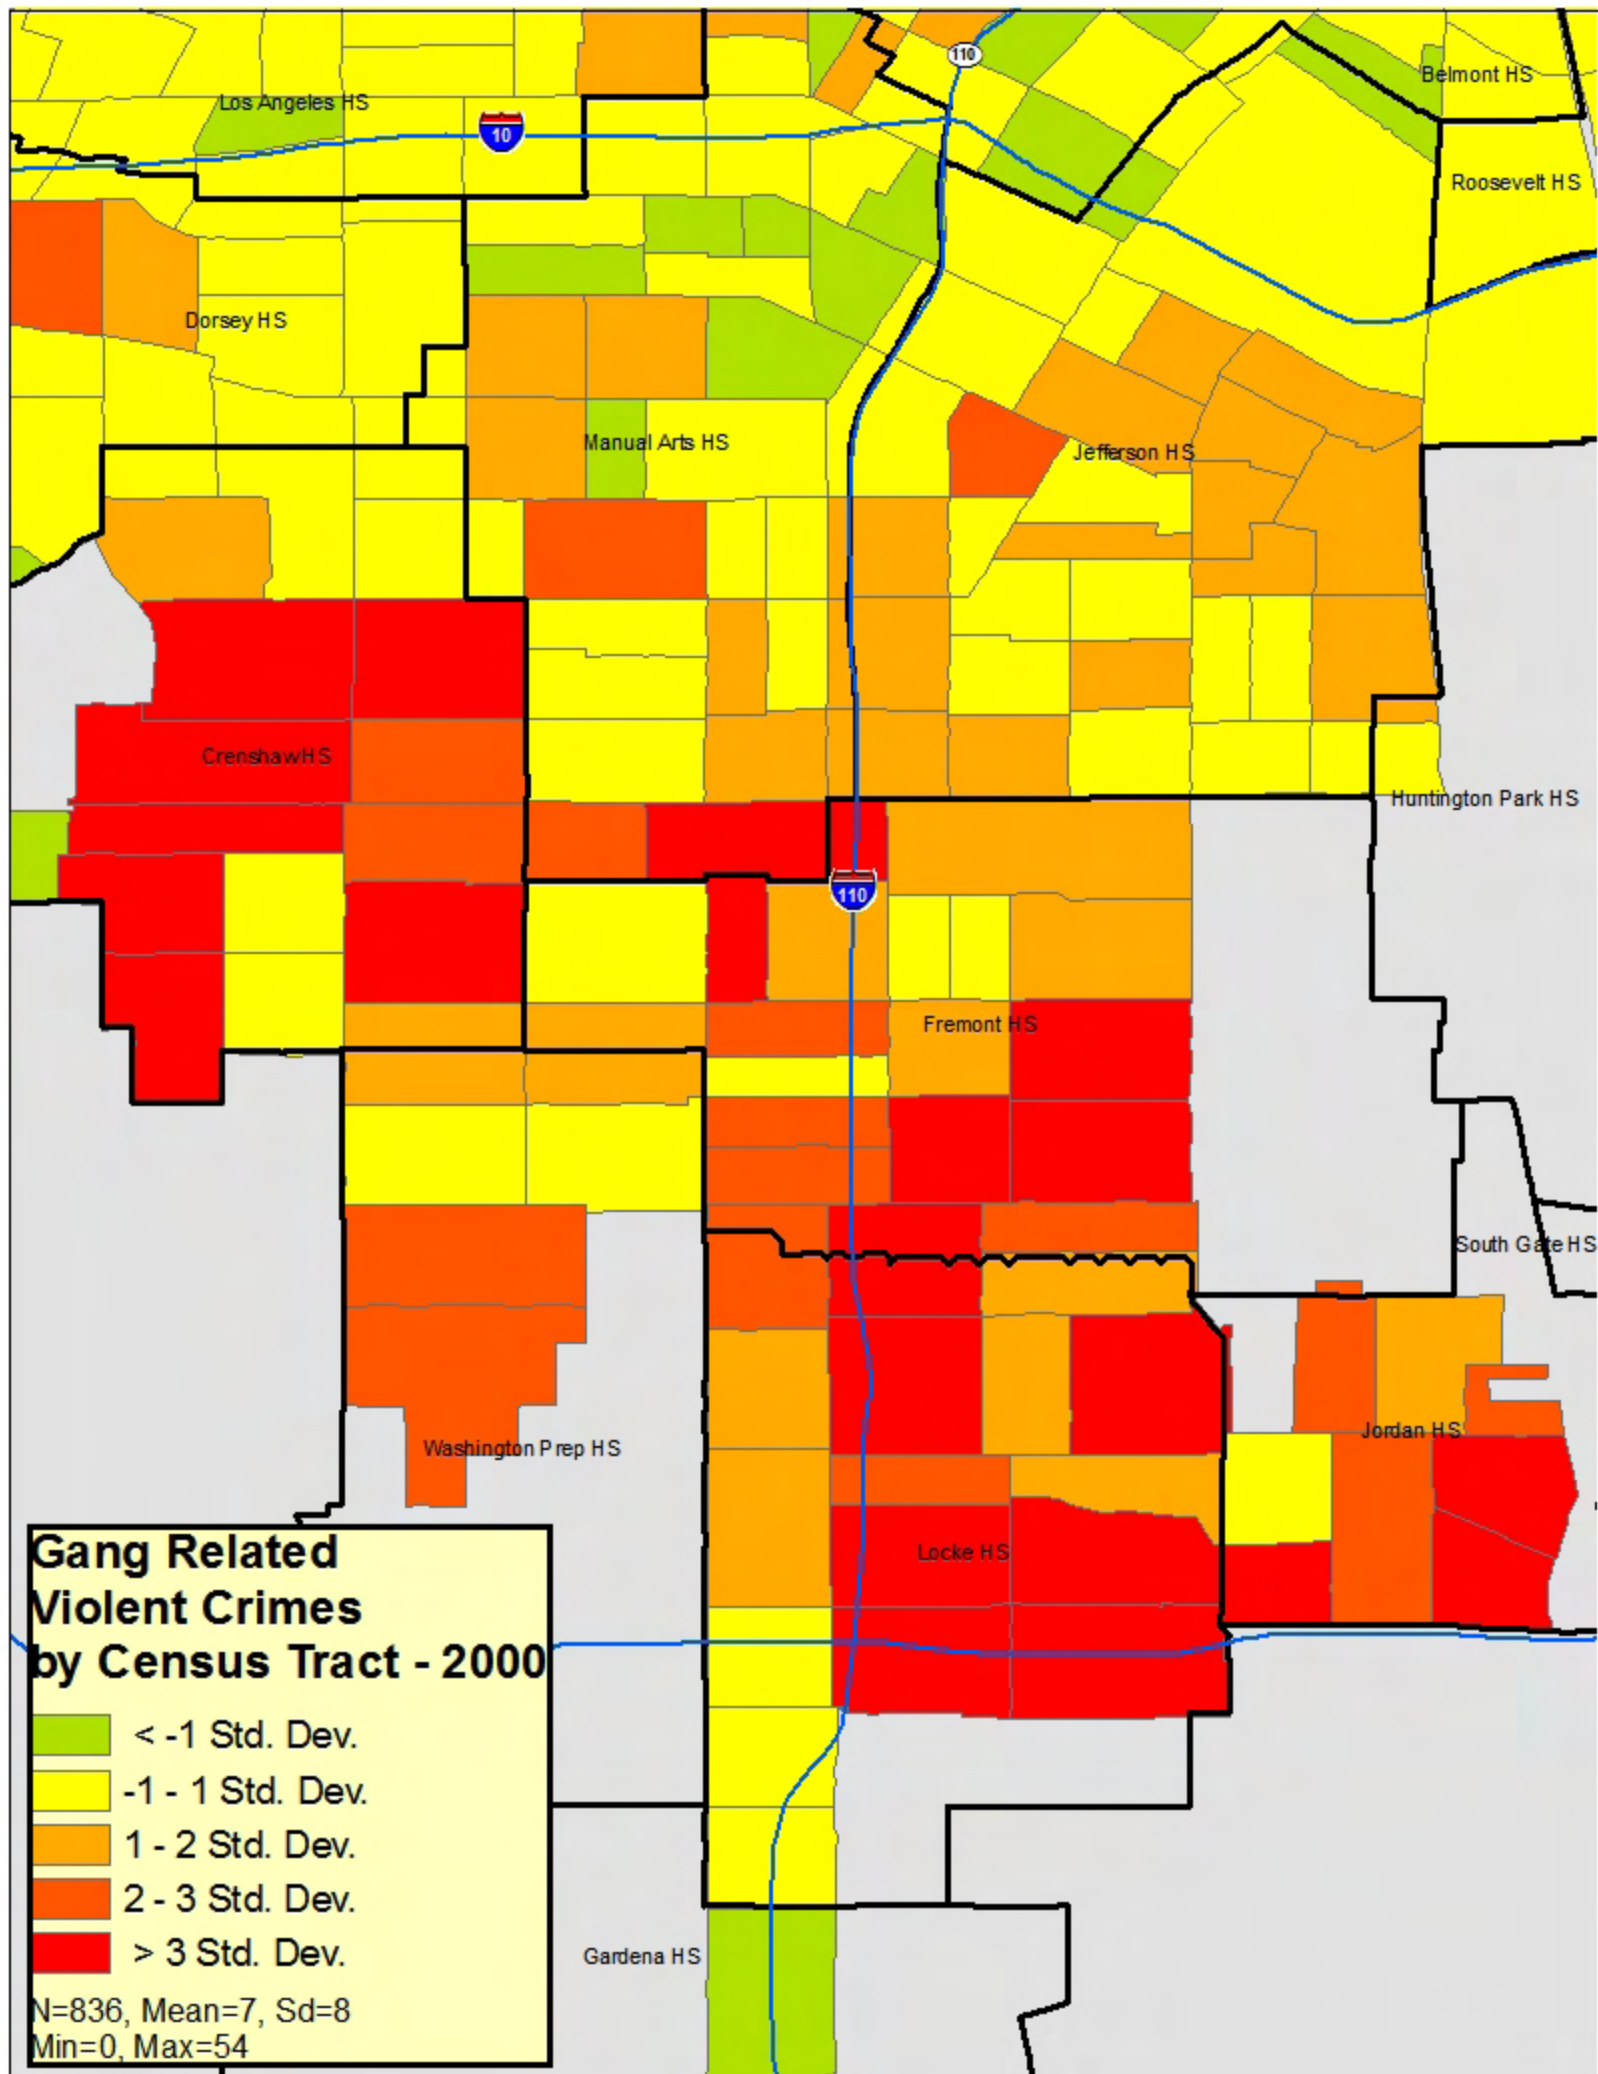 110
Belmont HS
Los Angeles HS
10
Roosevelt HS
Dorsey HS
Manual Arts HS
Jefferson HS
Crenshaw HS
Huntington Park HS
110
Fremont HS
South Gate HS
Jordan HS
Washington Prep HS
Locke HS
Gang Related
Violent Crimes
by Census Tract - 2000
< -1 Std. Dev.
-1 - 1 Std. Dev.
1 - 2 Std. Dev.
2 - 3 Std. Dev.
> 3 Std. Dev.
N=836, Mean=7, Sd=8
Min=0, Max=54
Gardena HS